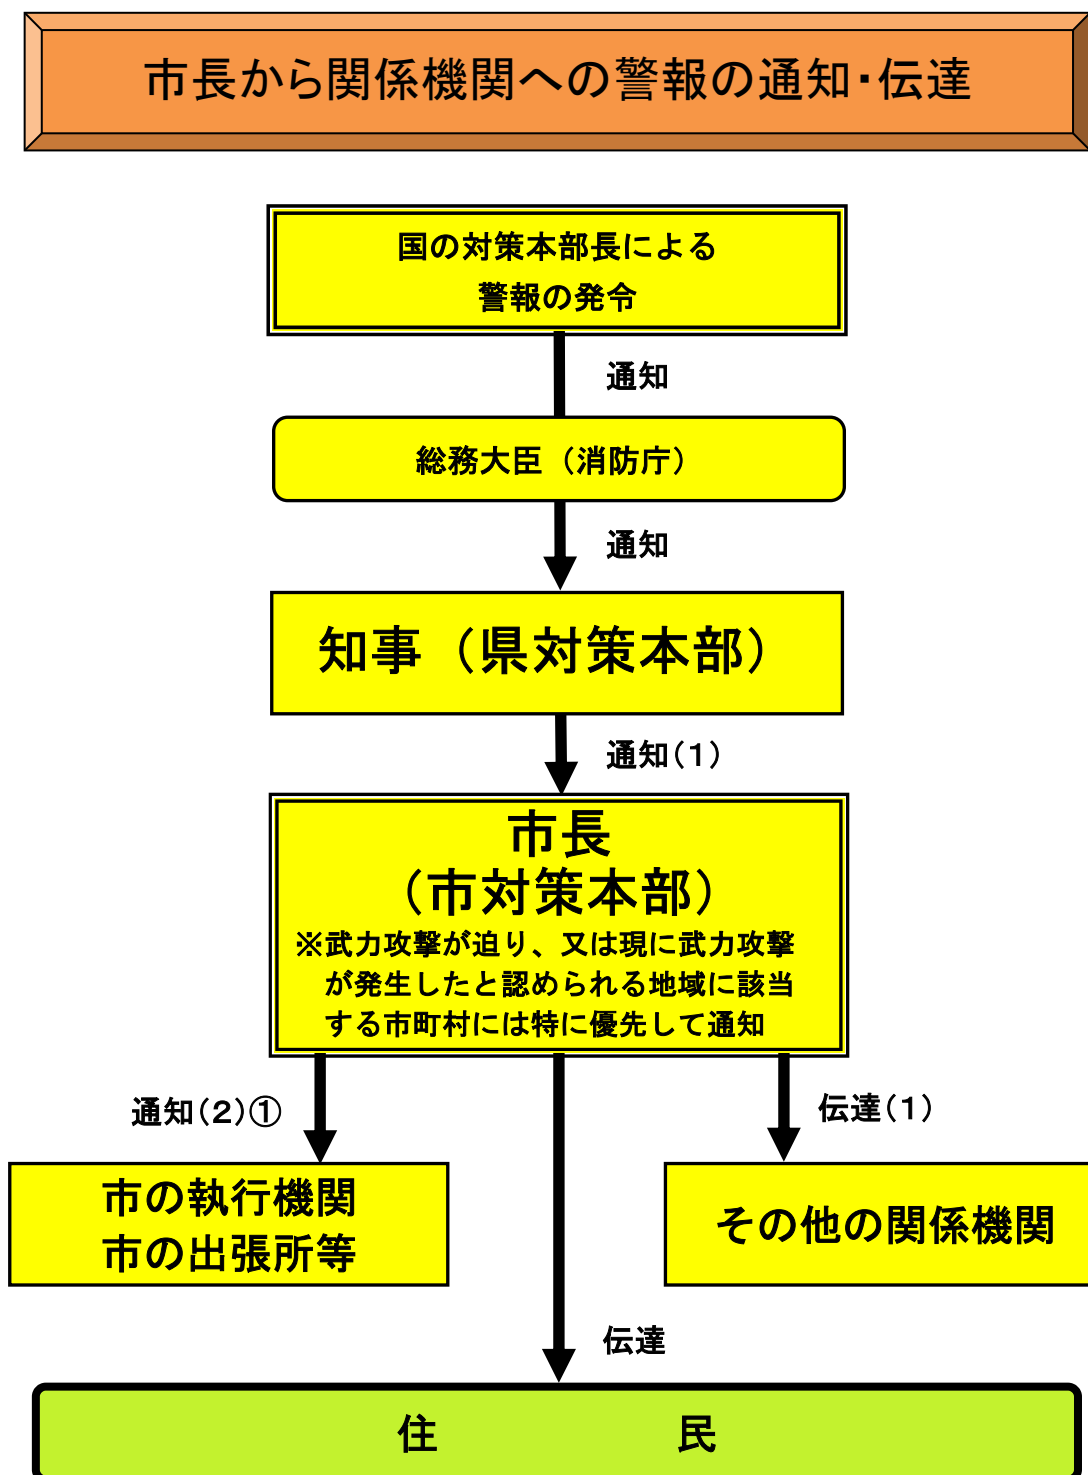 市長から関係機関への警報の通知・伝達
国の対策本部長による
警報の発令
通知
総務大臣（消防庁）
通知
知事（県対策本部）
通知(1)
市長
（市対策本部）
※武力攻撃が迫り、又は現に武力攻撃
が発生したと認められる地域に該当
する市町村には特に優先して通知
通知(2)①
伝達(1)
市の執行機関
市の出張所等
その他の関係機関
伝達
住　　　　民